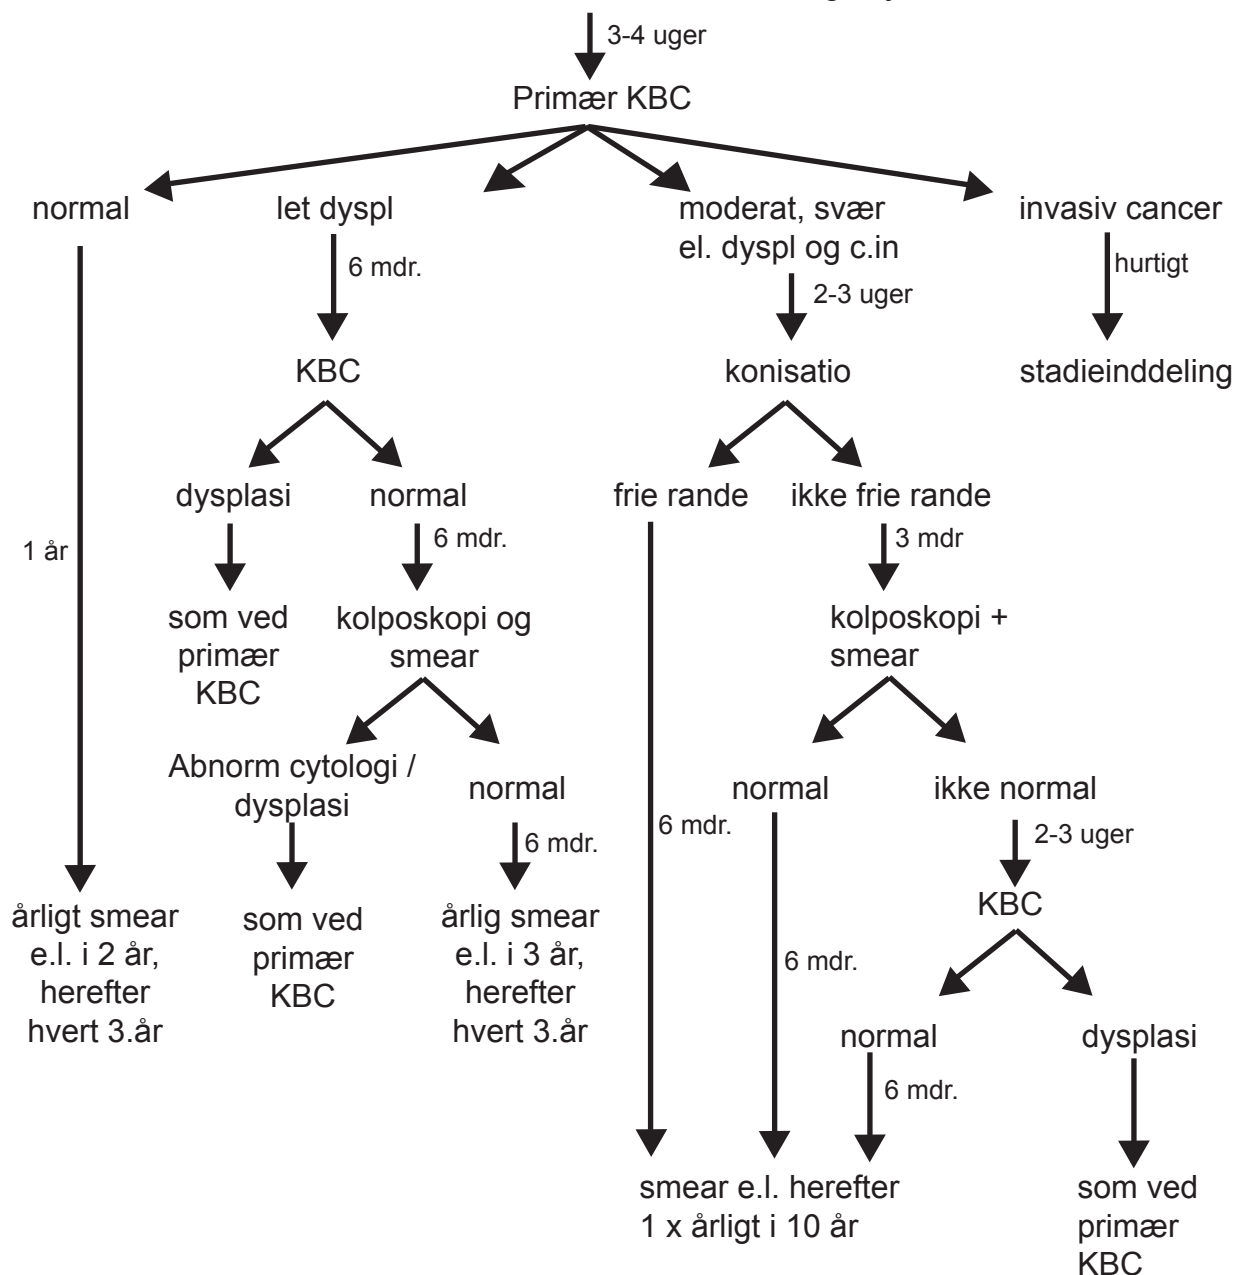 3-4 uger
Primær KBC
normal
let dyspl
moderat, svær
el. dyspl og c.in
invasiv cancer
6 mdr.
2-3 uger
hurtigt
KBC
konisatio
stadieinddeling
dysplasi
normal
frie rande
ikke frie rande
1 år
6 mdr.
3 mdr
som ved
primær
KBC
kolposkopi og
smear
kolposkopi +
smear
Abnorm cytologi /
dysplasi
normal
normal
ikke normal
6 mdr.
6 mdr.
2-3 uger
årligt smear
e.l. i 2 år,
herefter
hvert 3.år
som ved
primær
KBC
årlig smear
e.l. i 3 år,
herefter
hvert 3.år
KBC
6 mdr.
normal
dysplasi
6 mdr.
smear e.l. herefter
1 x årligt i 10 år
som ved
primær
KBC